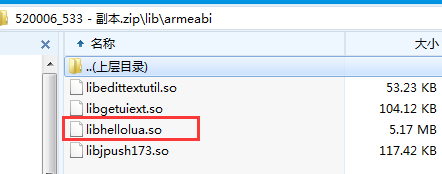 520006_533 - 副本.zip\lib\armeabi
名称 大小
..(上层目录)
libedittextutil.so 53.23 KB
libgetuiext.so 104.12 KB
libhellolua.so 5.17 MB
libjpush173.so 117.42 KB